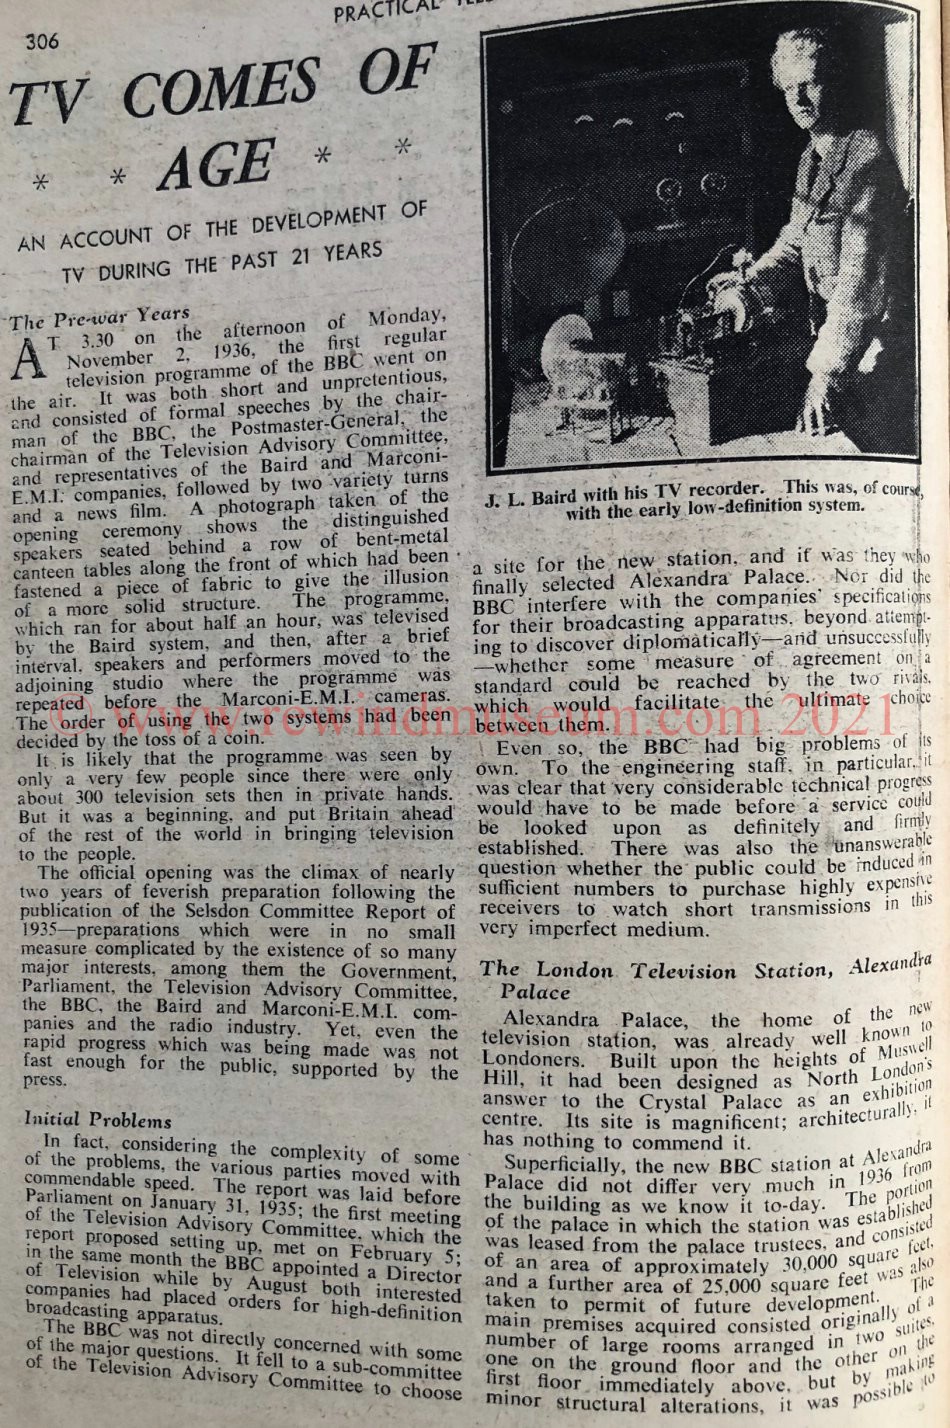 PRACTICAL
306
TV COMES OF
* * AGE * *
AN ACCOUNT OF THE DEVELOPMENT OF
TV DURING THE PAST 21 YEARS
The Pre-war Years
AT 3.30 on the afternoon of Monday,
November 2, 1936, the first regular
television programme of the BBC went on
the air. It was both short and unpretentious,
and consisted of formal speeches by the chair-
man of the BBC, the Postmaster-General, the
chairman of the Television Advisory Committee,
and representatives of the Baird and Marconi-
E.M.I. companies, followed by two variety turns
and a news film. A photograph taken of the
opening ceremony shows the distinguished
speakers seated behind a row of bent-metal
canteen tables along the front of which had been
fastened a piece of fabric to give the illusion
of a more solid structure. The programme,
which ran for about half an hour, was televised
by the Baird system, and then, after a brief
interval, speakers and performers moved to the
adjoining studio where the programme was
repeated before the Marconi-E.M.I. cameras.
The order of using the two systems had been
decided by the toss of a coin.
It is likely that the programme was seen by
only a very few people since there were only
about 300 television sets then in private hands.
But it was a beginning, and put Britain ahead
of the rest of the world in bringing television
to the people.
The official opening was the climax of nearly
two years of feverish preparation following the
publication of the Selsdon Committee Report of
1935—preparations which were in no small
measure complicated by the existence of so many
major interests, among them the Government,
Parliament, the Television Advisory Committee,
the BBC, the Baird and Marconi-E.M.I. com-
panies and the radio industry. Yet, even the
rapid progress which was being made was not
fast enough for the public, supported by the
press.
Initial Problems
In fact, considering the complexity of some
of the problems, the various parties moved with
commendable speed. The report was laid before
Parliament on January 31, 1935; the first meeting
of the Television Advisory Committee, which the
report proposed setting up, met on February 5;
in the same month the BBC appointed a Director
of Television while by August both interested
companies had placed orders for high-definition
broadcasting apparatus.
The BBC was not directly concerned with some
of the major questions. It fell to a sub-committee
of the Television Advisory Committee to choose
J. L. Baird with his TV recorder. This was, of course,
with the early low-definition system.
a site for the new station, and if was they who
finally selected Alexandra Palace. Nor did the
BBC interfere with the companies' specifications
for their broadcasting apparatus, beyond attempt-
ing to discover diplomatically—and unsuccessfully
—whether some measure of agreement on a
standard could be reached by the two rivals,
which would facilitate the ultimate choice
between them.
Even so, the BBC had big problems of its
own. To the engineering staff, in particular, it
was clear that very considerable technical progress
would have to be made before a service could
be looked upon as definitely and firmly
established. There was also the unanswerable
question whether the public could be induced in
sufficient numbers to purchase highly expensive
receivers to watch short transmissions in this
very imperfect medium.
The London Television Station, Alexandra
Palace
Alexandra Palace, the home of the new
television station, was already well known to
Londoners. Built upon the heights of Muswell
Hill, it had been designed as North London's
answer to the Crystal Palace as an exhibition
centre. Its site is magnificent; architecturally, it
has nothing to commend it.
Superficially, the new BBC station at Alexandra
Palace did not differ very much in 1936 from
the building as we know it to-day. The portion
of the palace in which the station was established
was leased from the palace trustees, and consisted
of an area of approximately 30,000 square feet,
and a further area of 25,000 square feet was also
taken to permit of future development. The
main premises acquired consisted originally of a
number of large rooms arranged in two suites,
one on the ground floor and the other on the
first floor immediately above, but by making
minor structural alterations, it was possible to
© www.rewindmuseum.com 2021